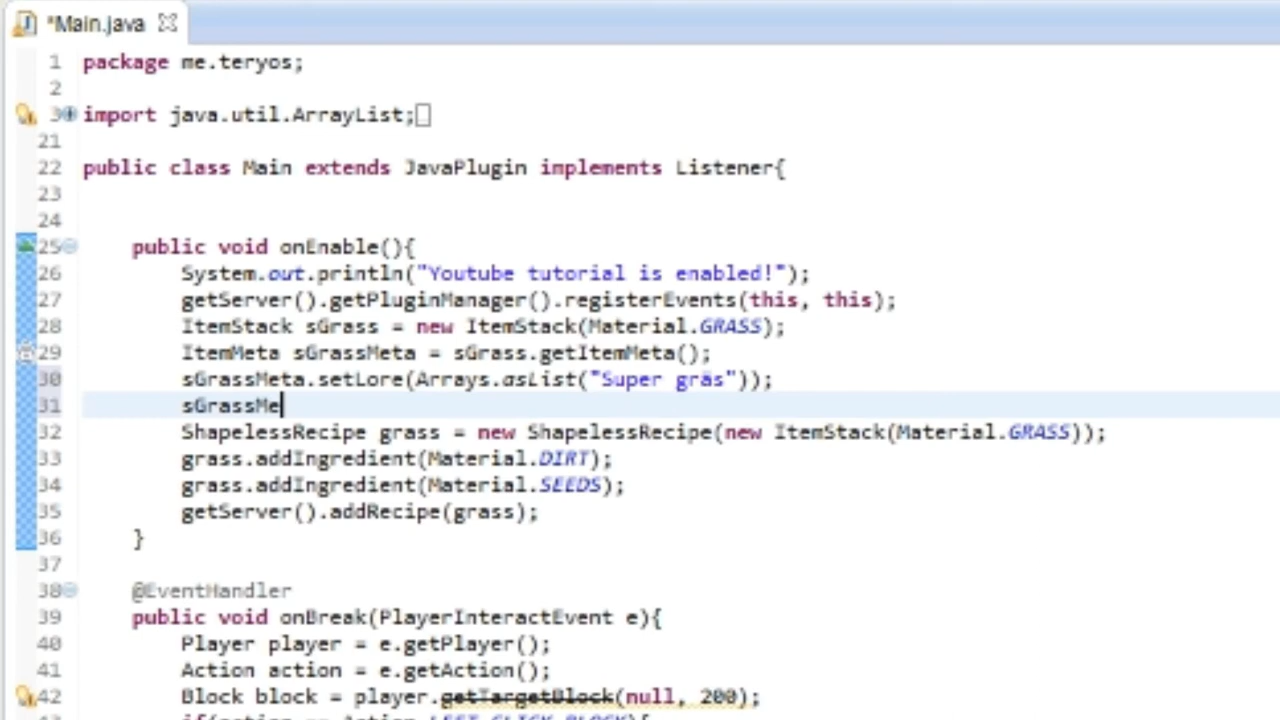 *Main.java
1 package me.teryos;
2
3 import java.util.ArrayList;
21
22 public class Main extends JavaPlugin implements Listener{
23
24
25 public void onEnable(){
26 System.out.println("Youtube tutorial is enabled!");
27 getServer().getPluginManager().registerEvents(this, this);
28 ItemStack sGrass = new ItemStack(Material.GRASS);
29 ItemMeta sGrassMeta = sGrass.getItemMeta();
30 sGrassMeta.setLore(Arrays.asList("Super gräs"));
31 sGrassMe
32 ShapelessRecipe grass = new ShapelessRecipe(new ItemStack(Material.GRASS));
33 grass.addIngredient(Material.DIRT);
34 grass.addIngredient(Material.SEEDS);
35 getServer().addRecipe(grass);
36 }
37
38 @EventHandler
39 public void onBreak(PlayerInteractEvent e){
40 Player player = e.getPlayer();
41 Action action = e.getAction();
42 Block block = player.getTargetBlock(null, 200);
43 if(action == Action.LEFT_CLICK_BLOCK){